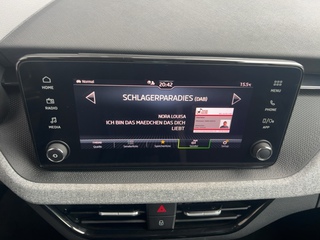 Normal 20:42 13.5°c
HOME
RADIO
MEDIA
SCHLAGERPARADIES (DAB)
NORA LOUISA
ICH BIN DAS MAEDCHEN DAS DICH
LIEBT
MENU
PHONE
APP